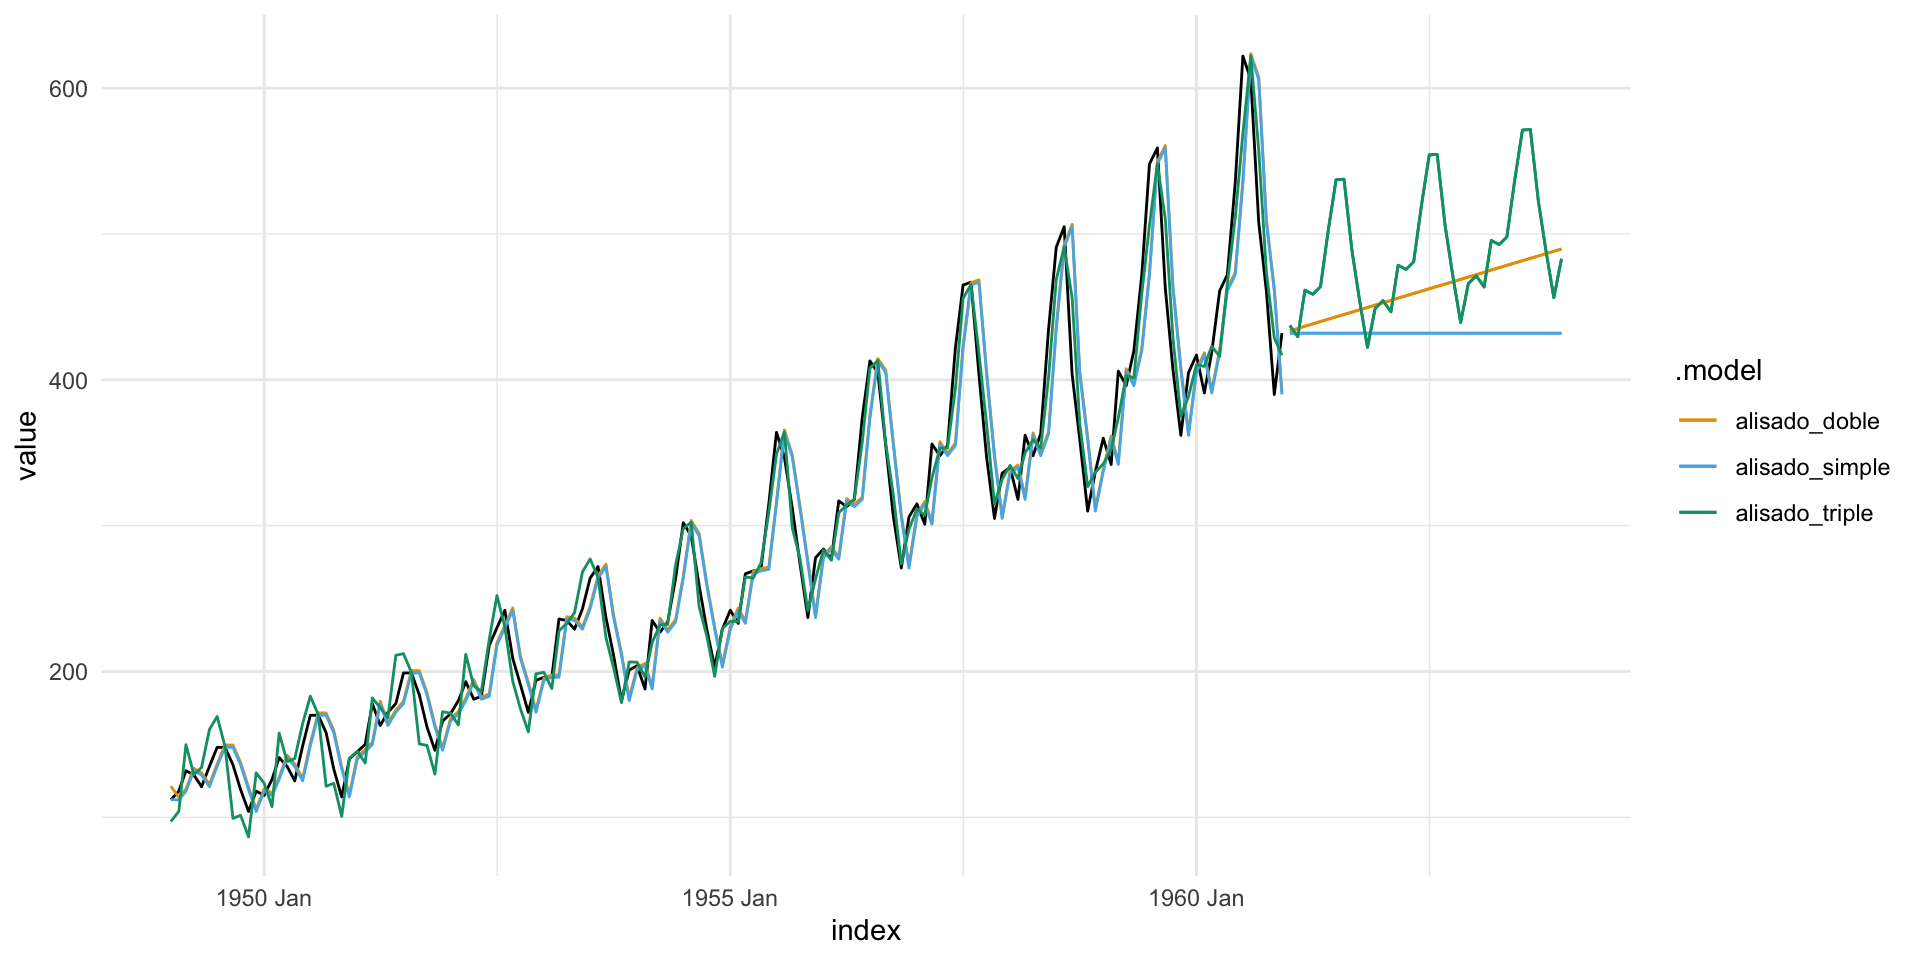 600
400
200
value
1950 Jan
1955 Jan
1960 Jan
index
.model
alisado_doble
alisado_simple
alisado_triple